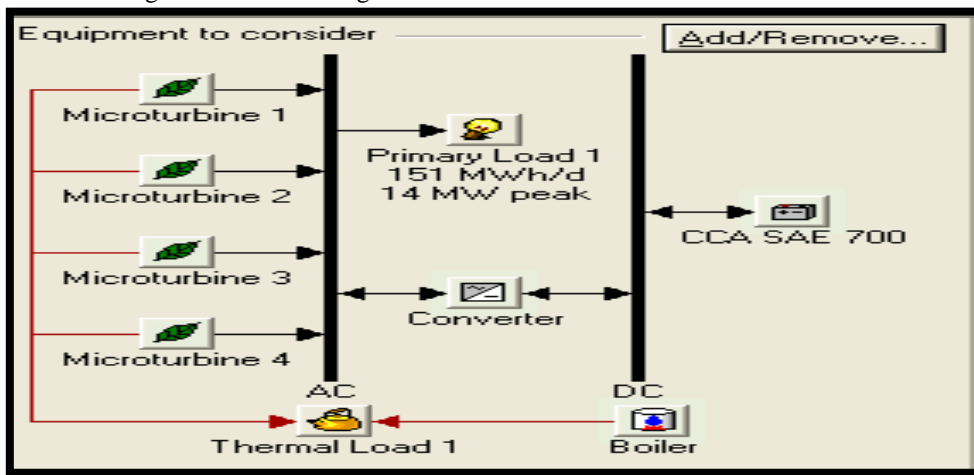 Equipment to consider
Add/Remove...
Microturbine 1
Primary Load 1
151 MWh/d
14 MW peak
Microturbine 2
CCA SAE 700
Microturbine 3
Converter
Microturbine 4
AC
DC
Thermal Load 1
Boiler